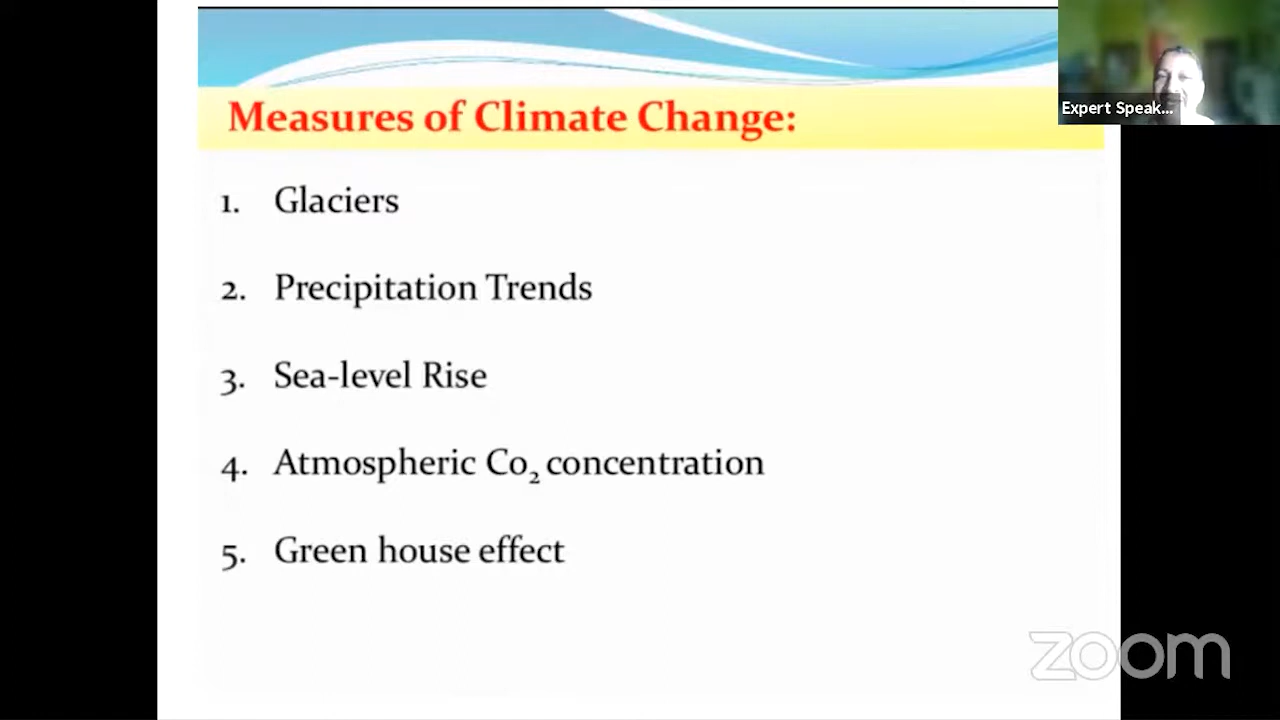 Measures of Climate Change:
Expert Speak...
1. Glaciers
2. Precipitation Trends
3. Sea-level Rise
4. Atmospheric Co₂ concentration
5. Green house effect
zoom